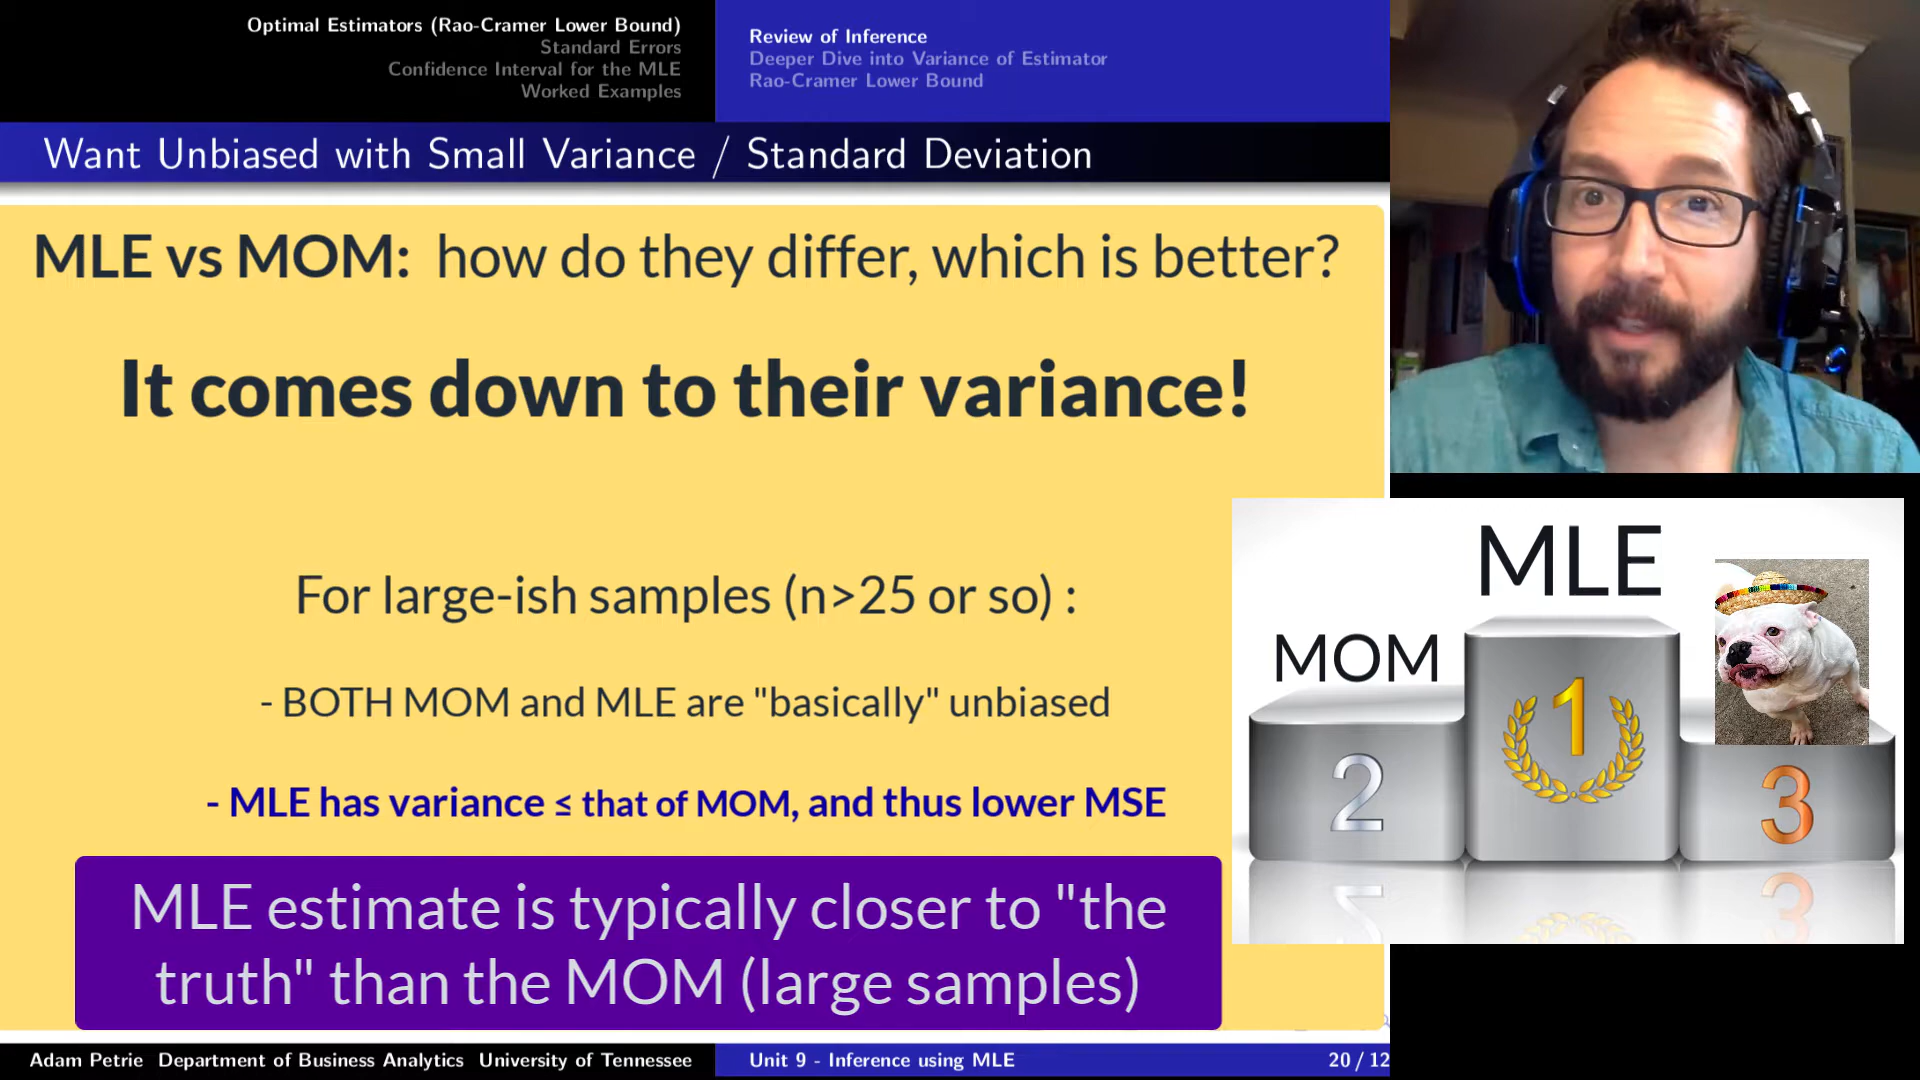 Optimal Estimators (Rao-Cramer Lower Bound)
Standard Errors
Confidence Interval for the MLE
Worked Examples
Review of Inference
Deeper Dive into Variance of Estimator
Rao-Cramer Lower Bound
Want Unbiased with Small Variance / Standard Deviation
MLE vs MOM: how do they differ, which is better?
It comes down to their variance!
For large-ish samples (n>25 or so) :
- BOTH MOM and MLE are "basically" unbiased
- MLE has variance ≤ that of MOM, and thus lower MSE
MLE estimate is typically closer to "the
truth" than the MOM (large samples)
MLE
MOM
1
2
3
Adam Petrie Department of Business Analytics University of Tennessee
Unit 9 - Inference using MLE
20 / 12